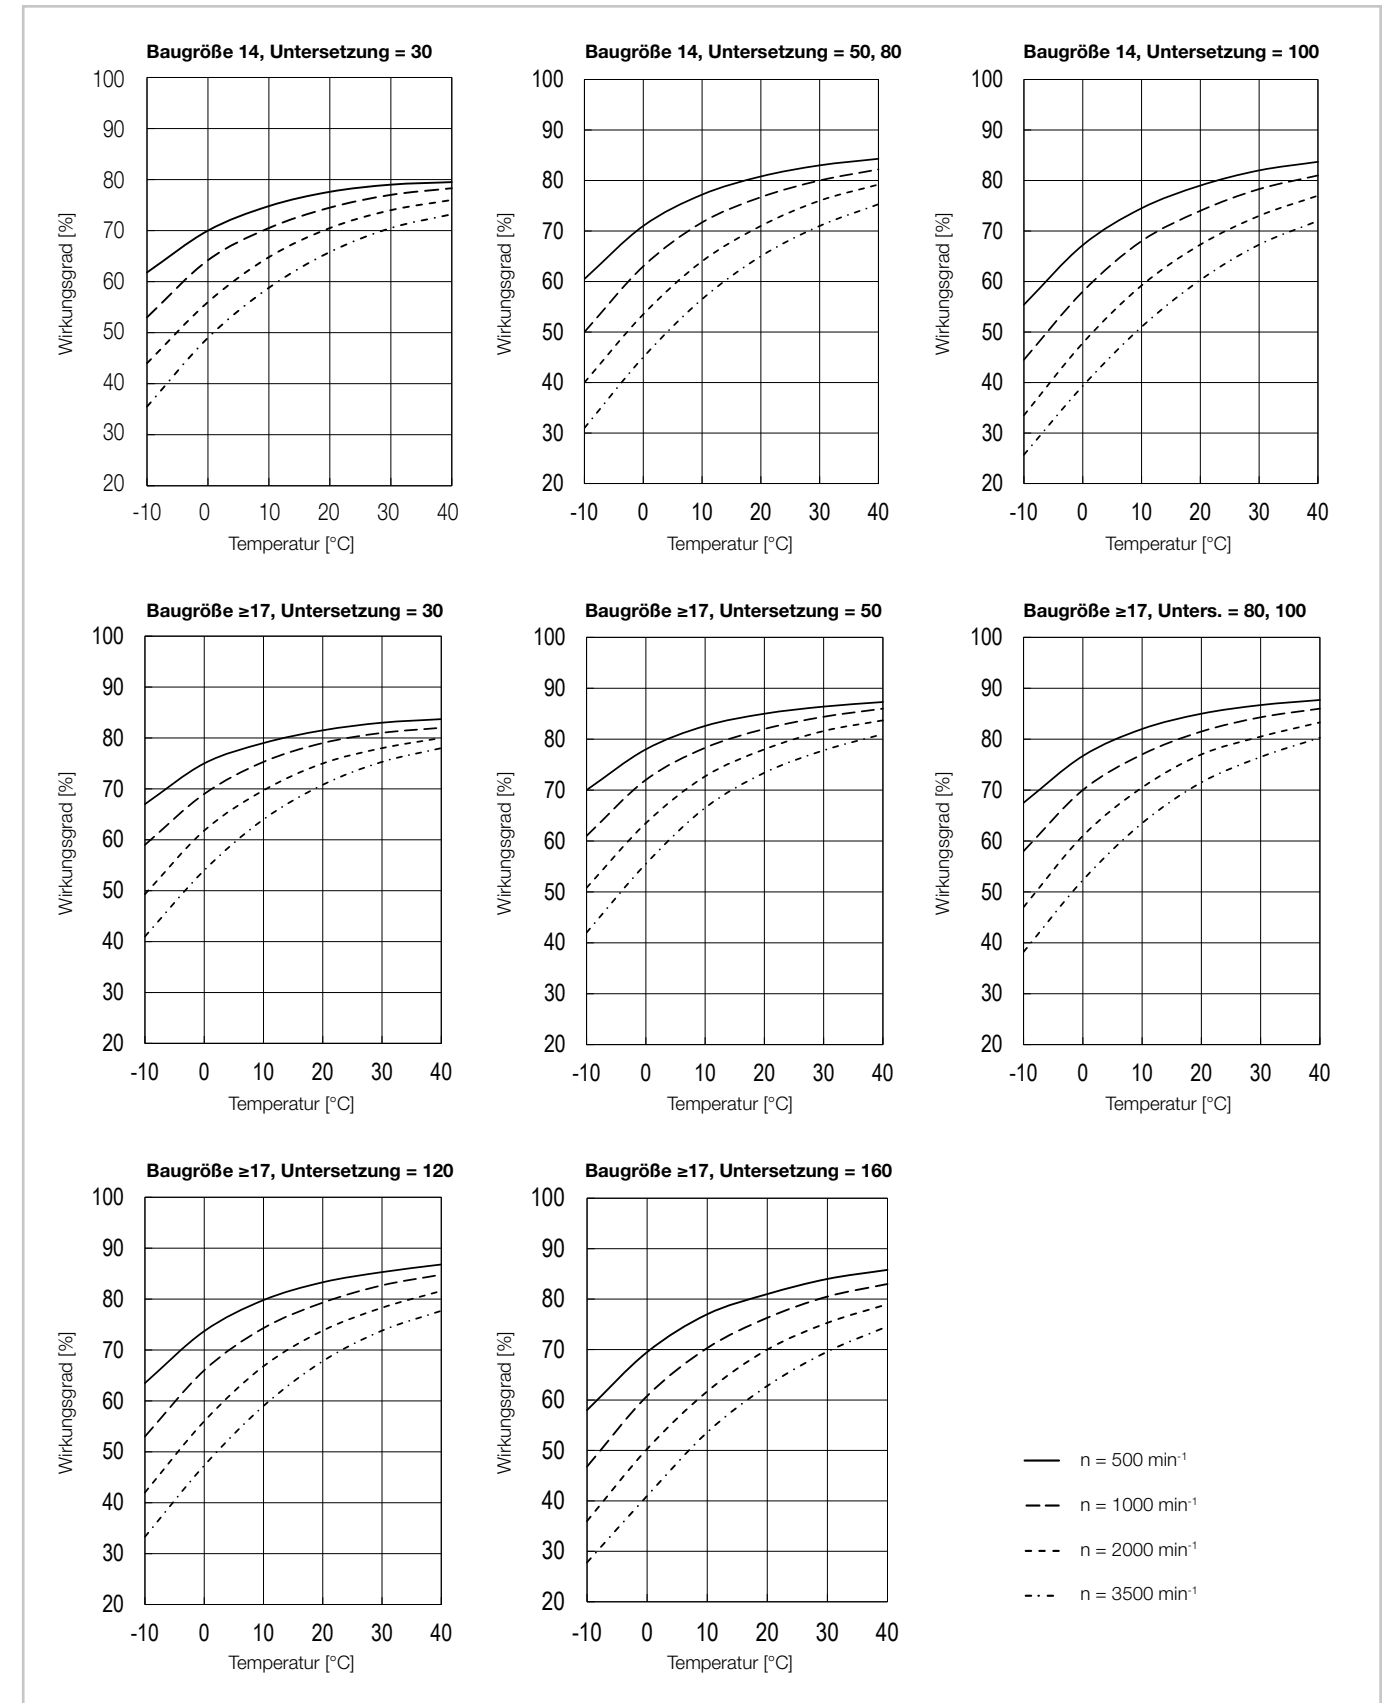 Baugröße 14, Untersetzung = 30
100
90
80
70
60
50
40
30
20
Wirkungsgrad [%]
-10 0 10 20 30 40
Temperatur [°C]
Baugröße 14, Untersetzung = 50, 80
100
90
80
70
60
50
40
30
20
Wirkungsgrad [%]
-10 0 10 20 30 40
Temperatur [°C]
Baugröße 14, Untersetzung = 100
100
90
80
70
60
50
40
30
20
Wirkungsgrad [%]
-10 0 10 20 30 40
Temperatur [°C]
Baugröße ≥17, Untersetzung = 30
100
90
80
70
60
50
40
30
20
Wirkungsgrad [%]
-10 0 10 20 30 40
Temperatur [°C]
Baugröße ≥17, Untersetzung = 50
100
90
80
70
60
50
40
30
20
Wirkungsgrad [%]
-10 0 10 20 30 40
Temperatur [°C]
Baugröße ≥17, Unters. = 80, 100
100
90
80
70
60
50
40
30
20
Wirkungsgrad [%]
-10 0 10 20 30 40
Temperatur [°C]
Baugröße ≥17, Untersetzung = 120
100
90
80
70
60
50
40
30
20
Wirkungsgrad [%]
-10 0 10 20 30 40
Temperatur [°C]
Baugröße ≥17, Untersetzung = 160
100
90
80
70
60
50
40
30
20
Wirkungsgrad [%]
-10 0 10 20 30 40
Temperatur [°C]
n = 500 min⁻¹
n = 1000 min⁻¹
n = 2000 min⁻¹
n = 3500 min⁻¹